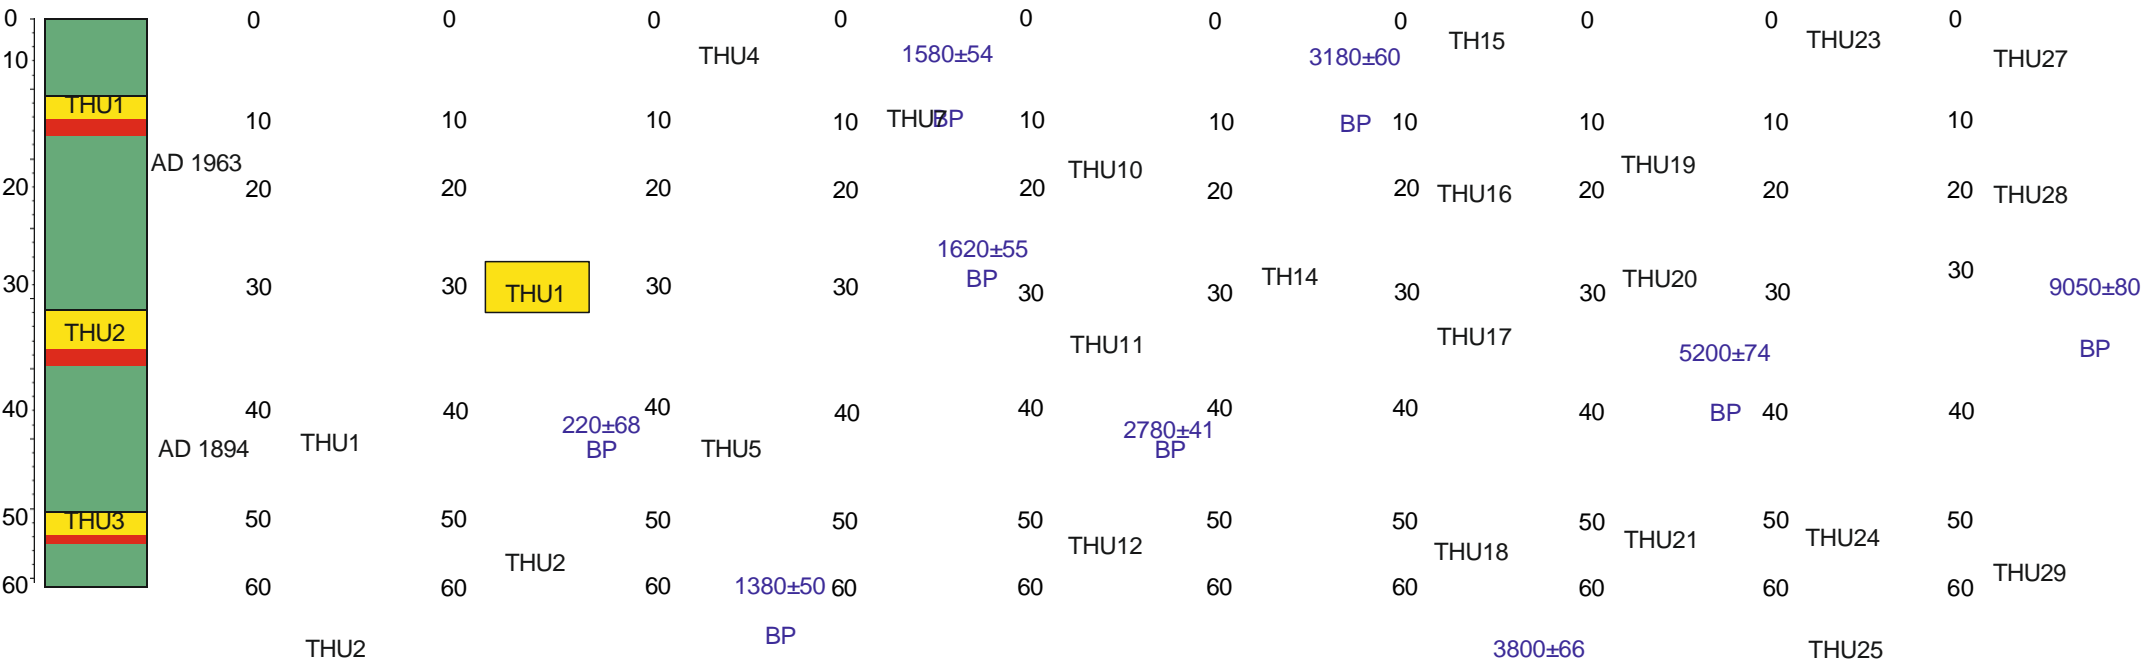 0 0 0 0 0 0 0 0 0 0 0
THU4 1580±54 3180±60 TH15 THU23 THU27
10
THU1 10 10 10 10 THU7 BP 10 10 BP 10 10 10 10
AD 1963 THU10 THU19
20 20 20 20 20 20 20 20 THU16 20 20 20 THU28
1620±55
BP TH14 THU20 30
30 30 30 THU1 30 30 30 30 30 30 30 9050±80
THU2 THU11 THU17 5200±74 BP
40 40 40 40 40 40 40 40 40 BP 40 40
220±68 2780±41
AD 1894 THU1 BP THU5 BP
50 THU3 50 50 50 50 50 50 50 50 50 50
THU2 THU12 THU18 THU21 THU24 THU29
60 60 60 60 1380±50 60 60 60 60 60 60 60
THU2 BP 3800±66 THU25